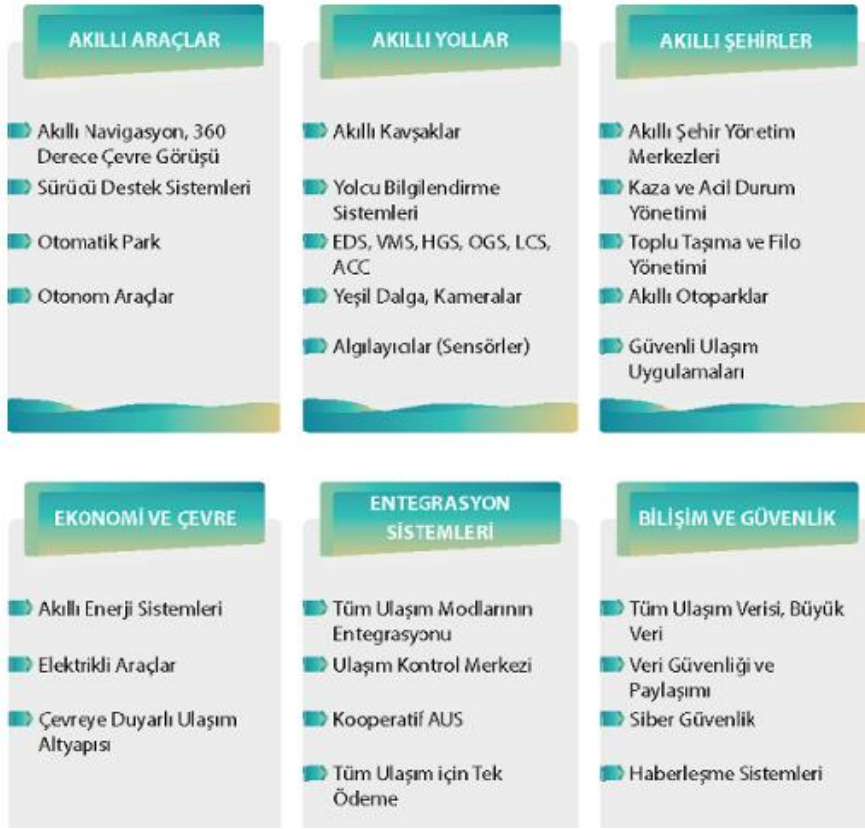 AKILLI ARAÇLAR
Akıllı Navigasyon, 360
Derece Çevre Görüşü
Sürücü Destek Sistemleri
Otomatik Park
Otonom Araçlar
AKILLI YOLLAR
Akıllı Kavşaklar
Yolcu Bilgilendirme
Sistemleri
EDS, VMS, HGS, OGS, LCS,
ACC
Yeşil Dalga, Kameralar
Algılayıcılar (Sensörler)
AKILLI ŞEHİRLER
Akıllı Şehir Yönetim
Merkezleri
Kaza ve Acil Durum
Yönetimi
Toplu Taşıma ve Filo
Yönetimi
Akıllı Otoparklar
Güvenli Ulaşım
Uygulamaları
EKONOMİ VE ÇEVRE
Akıllı Enerji Sistemleri
Elektrikli Araçlar
Çevreye Duyarlı Ulaşım
Altyapısı
ENTEGRASYON
SİSTEMLERİ
Tüm Ulaşım Modlarının
Entegrasyonu
Ulaşım Kontrol Merkezi
Kooperatif AUS
Tüm Ulaşım için Tek
Ödeme
BİLİŞİM VE GÜVENLİK
Tüm Ulaşım Verisi, Büyük
Veri
Veri Güvenliği ve
Paylaşımı
Siber Güvenlik
Haberleşme Sistemleri